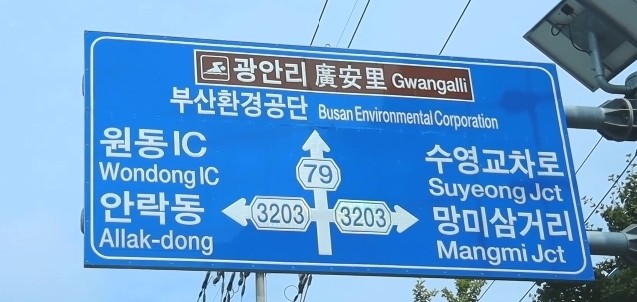 광안리 廣安里 Gwangalli
부산환경공단 Busan Environmental Corporation
원동IC
Wondong IC
안락동
Allak-dong
79
3203
3203
수영교차로
Suyeong Jct
망미삼거리
Mangmi Jct